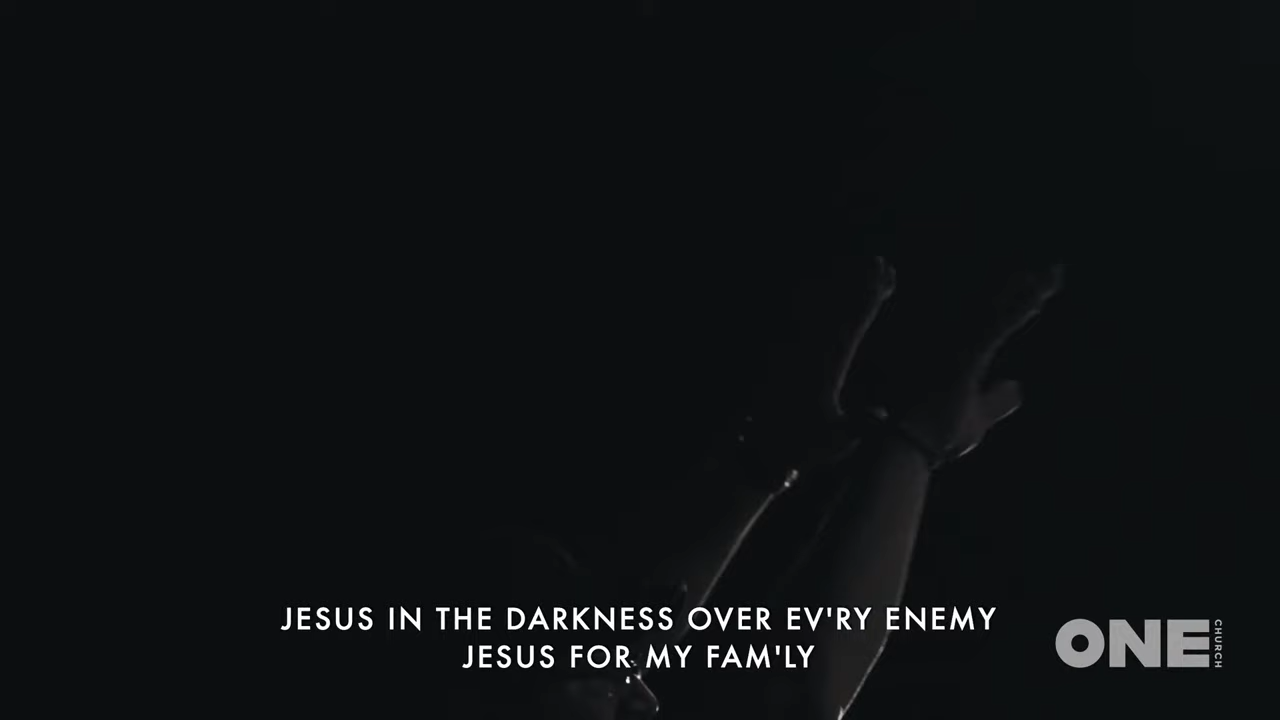 JESUS IN THE DARKNESS OVER EV'RY ENEMY
JESUS FOR MY FAM'LY
ONE
CHURCH